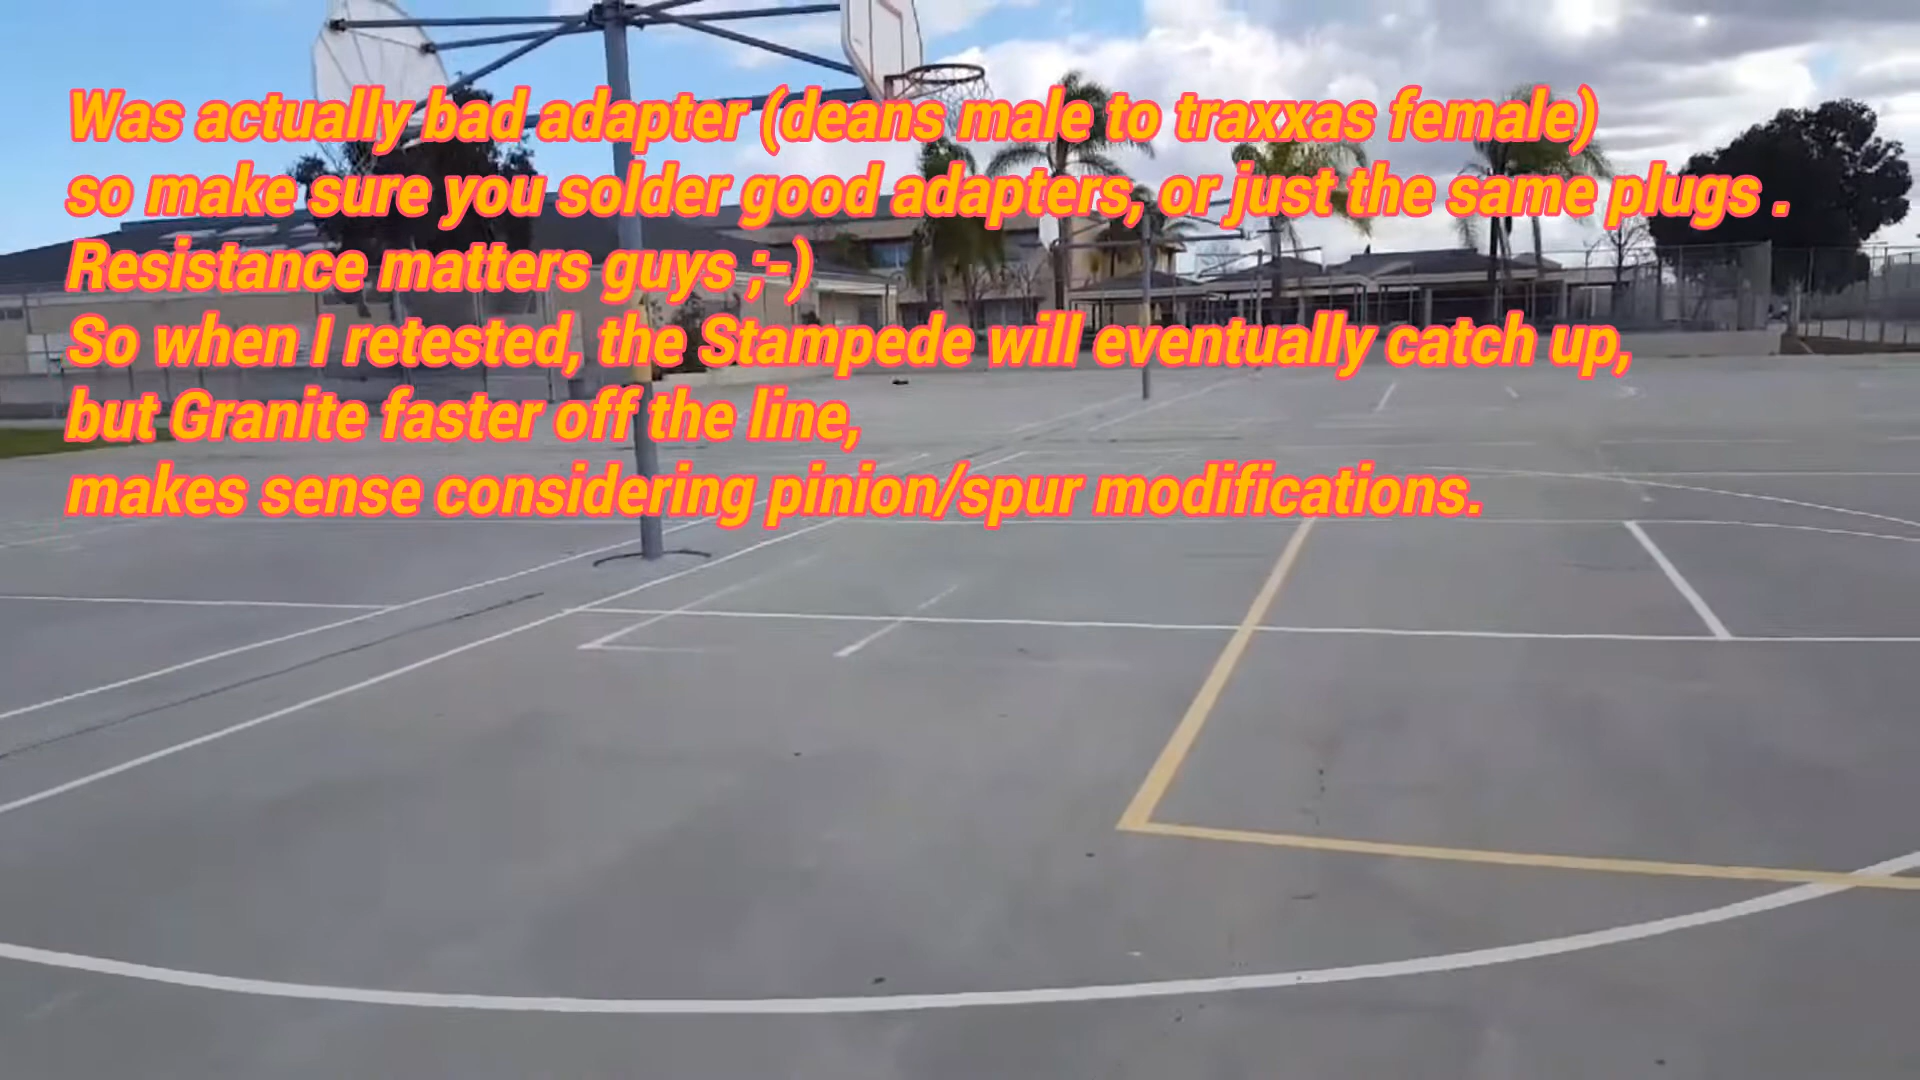 Was actually bad adapter (deans male to traxxas female)
so make sure you solder good adapters, or just the same plugs .
Resistance matters guys ;-)
So when I retested, the Stampede will eventually catch up,
but Granite faster off the line,
makes sense considering pinion/spur modifications.